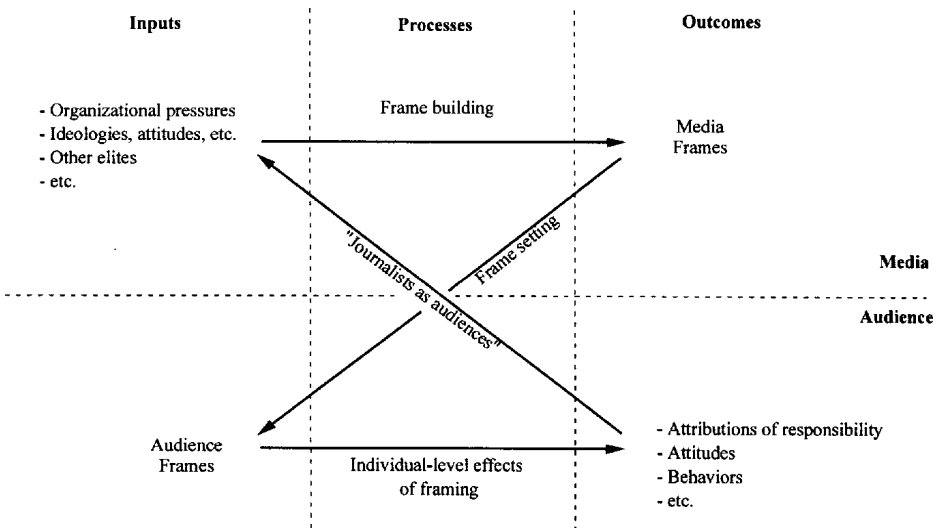 Inputs
Processes
Outcomes
- Organizational pressures
- Ideologies, attitudes, etc.
- Other elites
- etc.
Frame building
Media
Frames
"Journalists as audiences"
Frame setting
Media
Audience
Audience
Frames
Individual-level effects
of framing
- Attributions of responsibility
- Attitudes
- Behaviors
- etc.